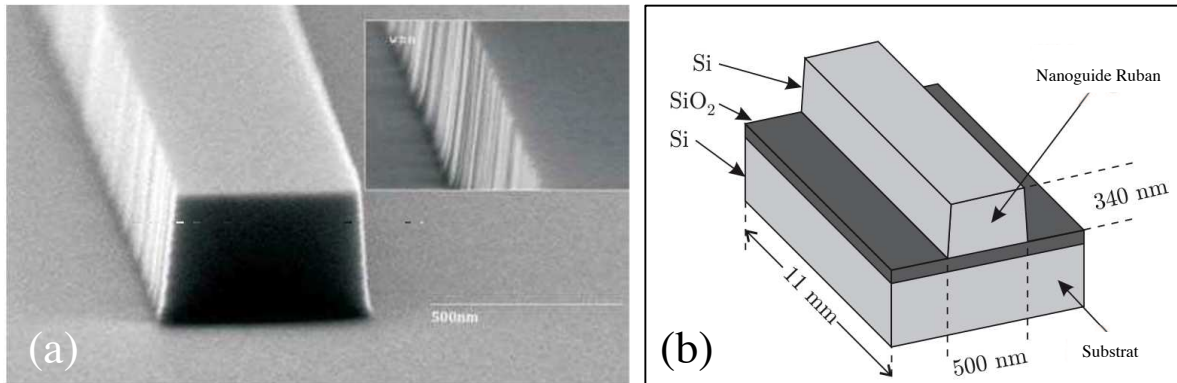 (a)
500nm
(b)
Si
SiO₂
Si
Nanoguide Ruban
340 nm
11 mm
500 nm
Substrat